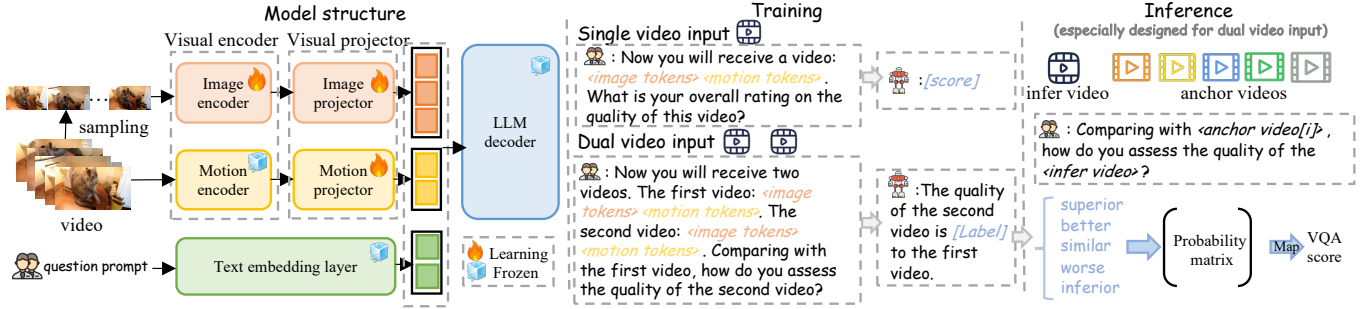 Model structure
Visual encoder
Visual projector
Image
encoder
Image
projector
...
sampling
Motion
encoder
Motion
projector
video
LLM
decoder
question prompt
Text embedding layer
Learning
Frozen
Training
Single video input
: Now you will receive a video:
<image tokens> <motion tokens> .
What is your overall rating on the
quality of this video?
:[score]
Dual video input
: Now you will receive two
videos. The first video: <image
tokens> <motion tokens>. The
second video: <image tokens>
<motion tokens> . Comparing with
the first video, how do you assess
the quality of the second video?
:The quality
of the second
video is [Label]
to the first
video.
Inference
(especially designed for dual video input)
infer video
anchor videos
: Comparing with <anchor video[i]> ,
how do you assess the quality of the
<infer video> ?
superior
better
similar
worse
inferior
Probability
matrix
Map
VQA
score